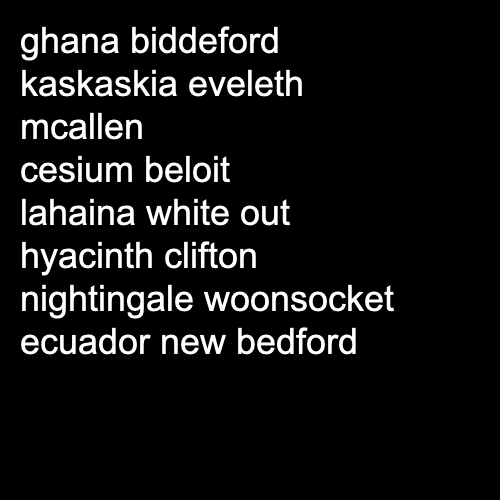 ghana biddeford
kaskaskia eveleth
mcallen
cesium beloit
lahaina white out
hyacinth clifton
nightingale woonsocket
ecuador new bedford